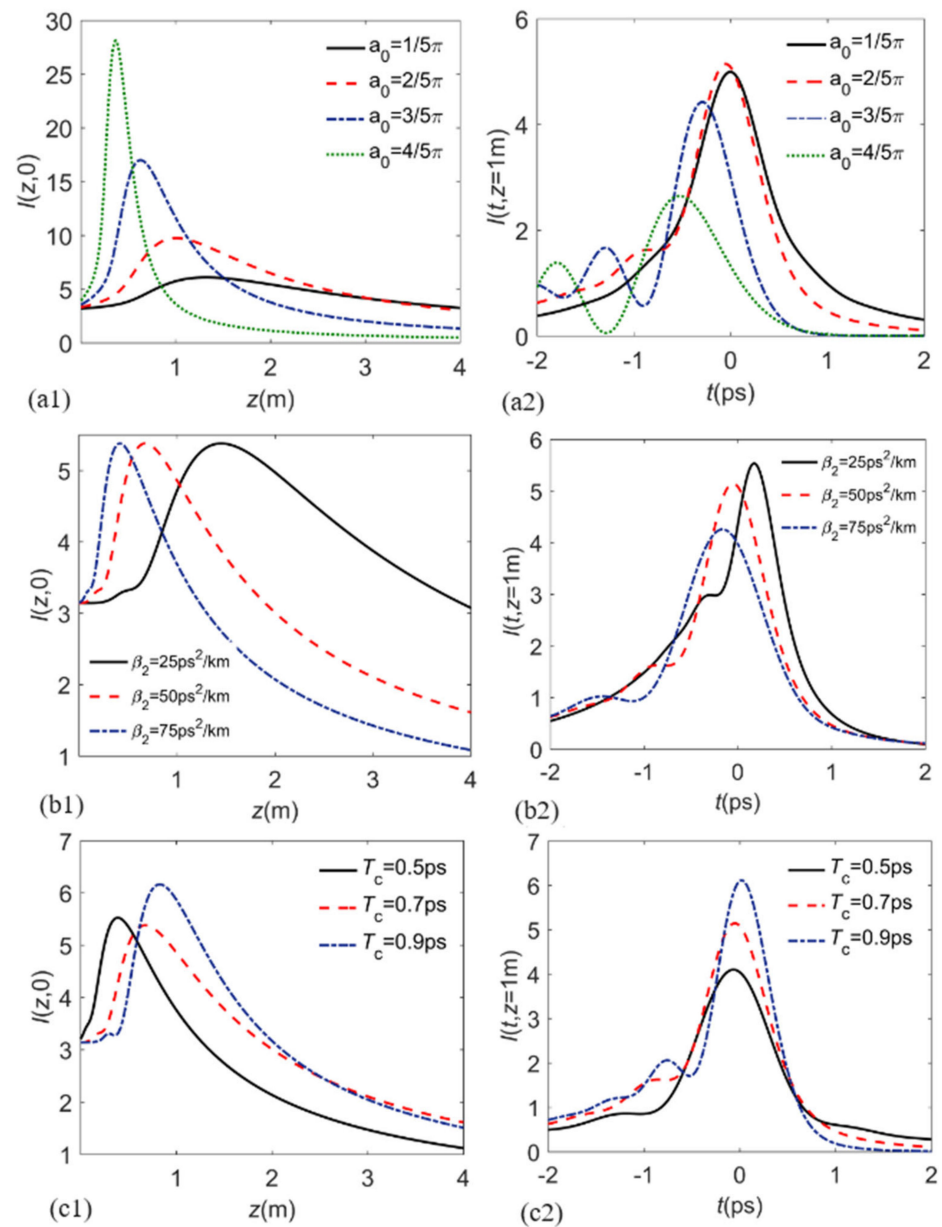 30
25
20
15
10
5
0
I(z,0)
a₀=1/5π
a₀=2/5π
a₀=3/5π
a₀=4/5π
1
2
3
4
z(m)
(a1)
6
4
2
0
I(t,z=1m)
a₀=1/5π
a₀=2/5π
a₀=3/5π
a₀=4/5π
-2
-1
0
1
2
t(ps)
(a2)
5
4
3
2
1
I(z,0)
β₂=25ps²/km
β₂=50ps²/km
β₂=75ps²/km
1
2
3
4
z(m)
(b1)
6
5
4
3
2
1
0
I(t,z=1m)
β₂=25ps²/km
β₂=50ps²/km
β₂=75ps²/km
-2
-1
0
1
2
t(ps)
(b2)
7
6
5
4
3
2
1
I(z,0)
T_c=0.5ps
T_c=0.7ps
T_c=0.9ps
1
2
3
4
z(m)
(c1)
7
6
5
4
3
2
1
0
I(t,z=1m)
T_c=0.5ps
T_c=0.7ps
T_c=0.9ps
-2
-1
0
1
2
t(ps)
(c2)